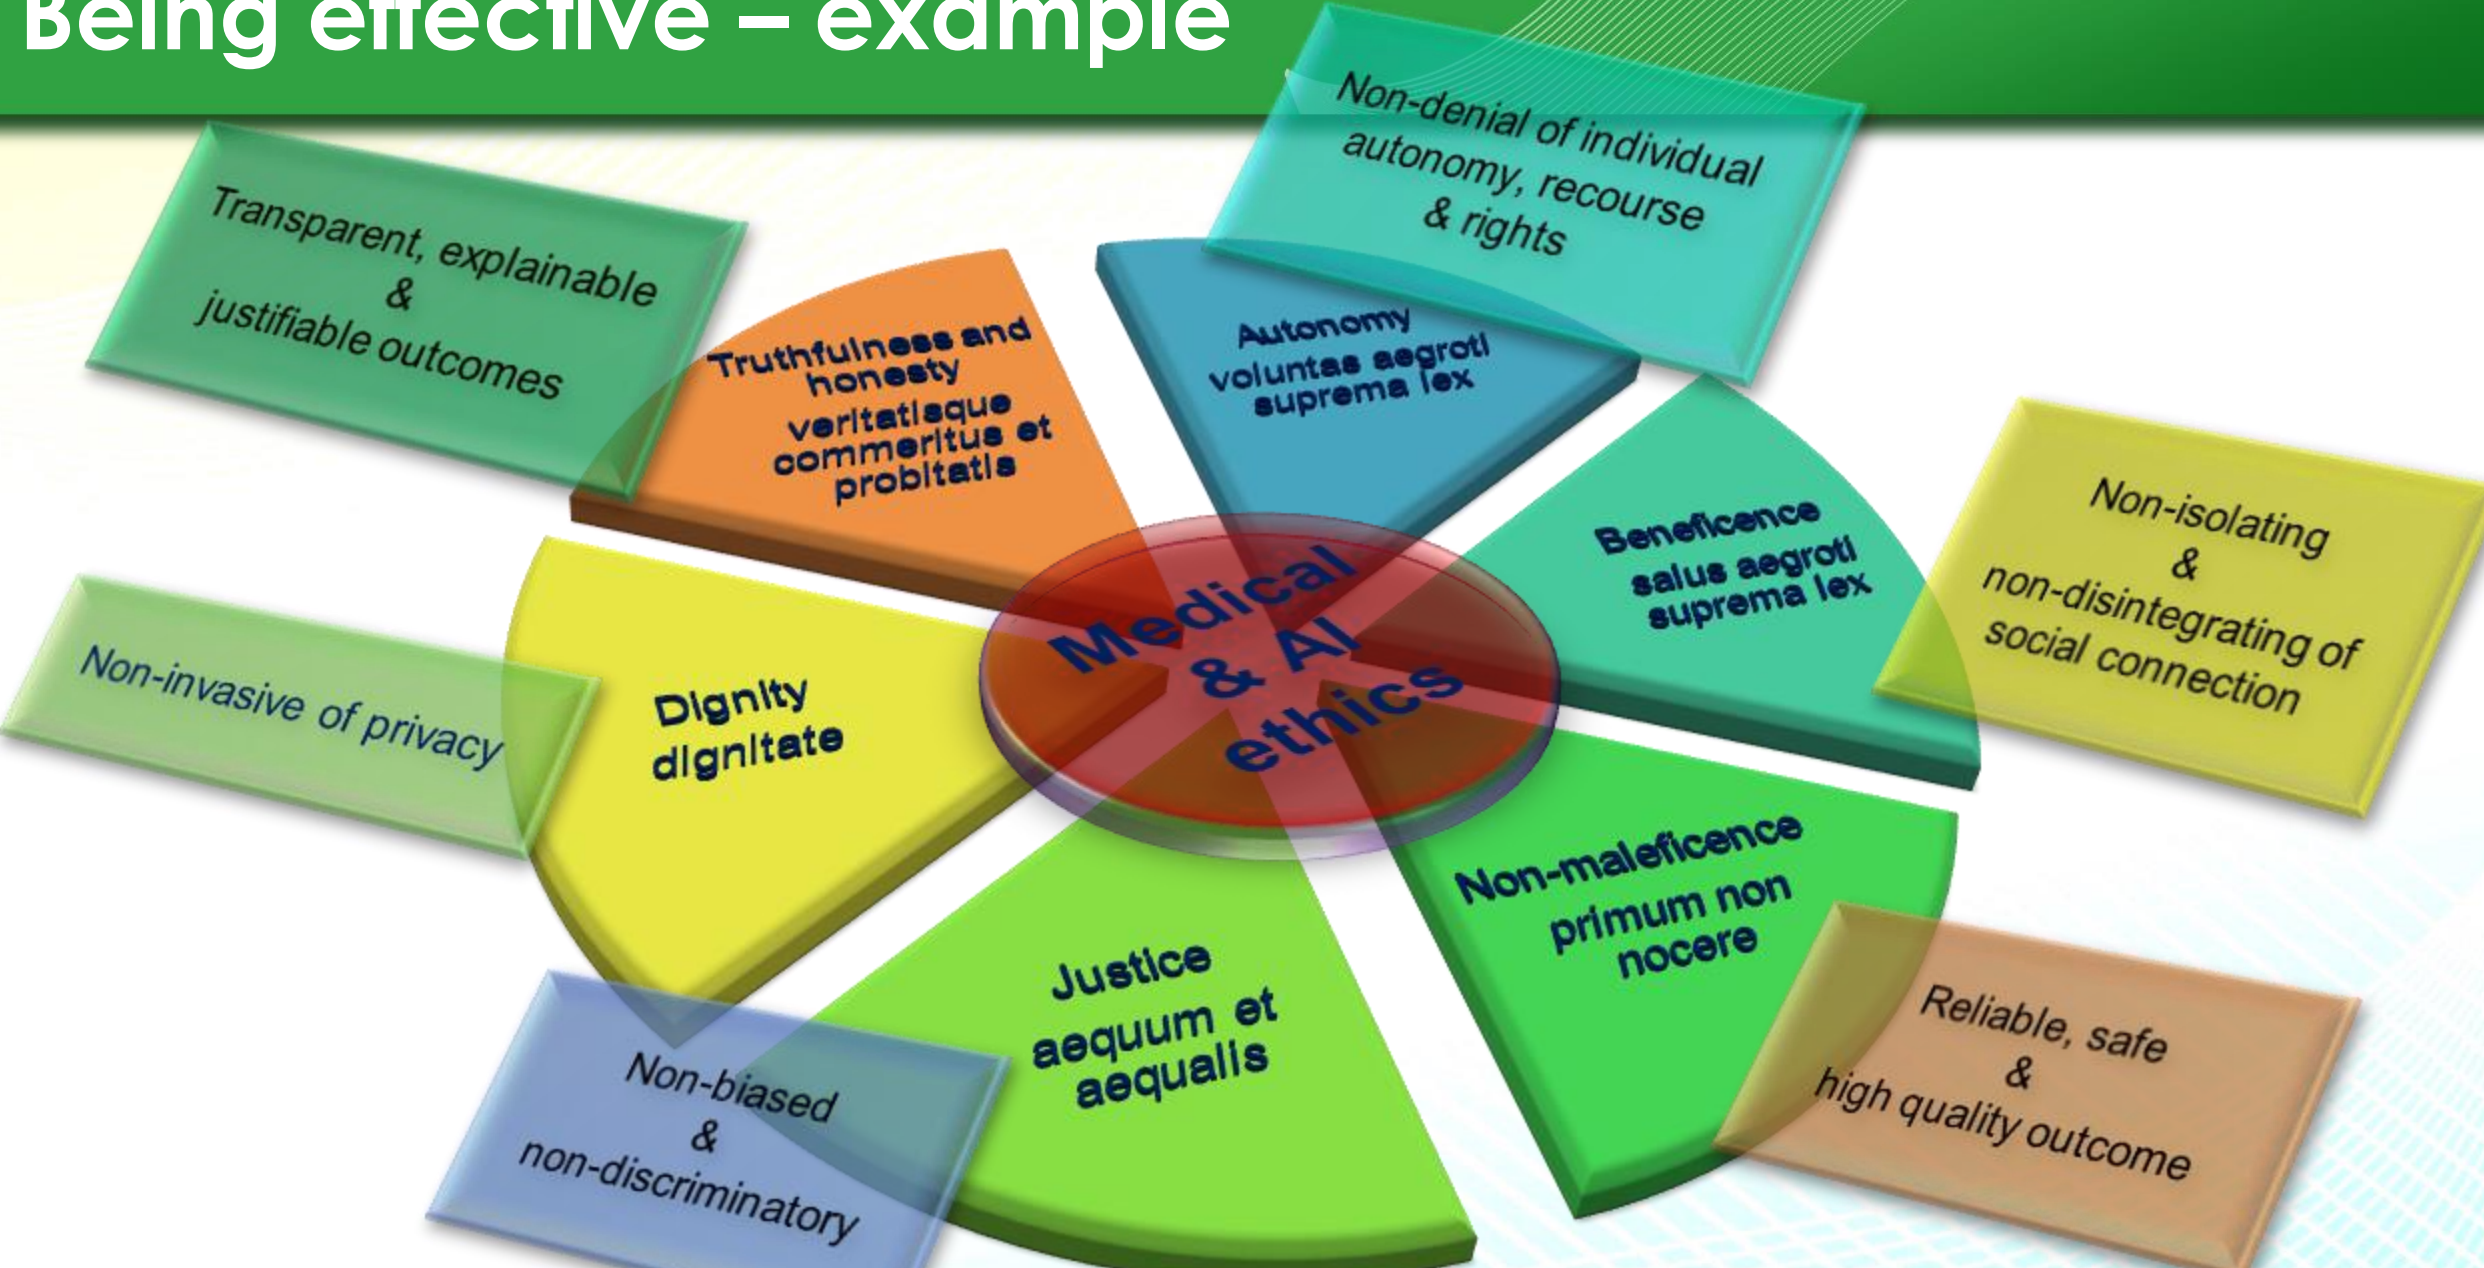 Being effective – example
Non-denial of individual
autonomy, recourse
& rights
Transparent, explainable
&
justifiable outcomes
Truthfulness and
honesty
veritatisque
commeritus et
probitatis
Autonomy
voluntas aegroti
suprema lex
Non-isolating
&
non-disintegrating of
social connection
Beneficence
salus aegroti
suprema lex
Medical
& AI
ethics
Non-invasive of privacy
Dignity
dignitate
Non-maleficence
primum non
nocere
Justice
aequum et
aequalis
Reliable, safe
&
high quality outcome
Non-biased
&
non-discriminatory